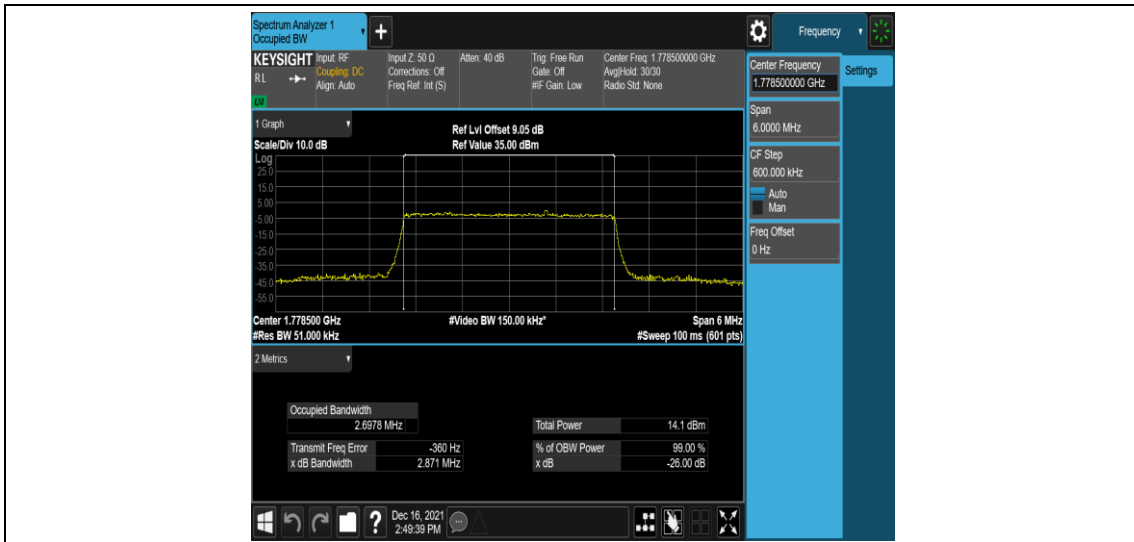 Spectrum Analyzer 1
Occupied BW
+
Frequency
KEYSIGHT
RL
LXI
Input: RF
Coupling: DC
Align: Auto
Input Z: 50 Ω
Corrections: Off
Freq Ref: Int (S)
Atten: 40 dB
Trig: Free Run
Gate: Off
#IF Gain: Low
Center Freq: 1.778500000 GHz
Avg|Hold: 30/30
Radio Std: None
Center Frequency
1.778500000 GHz
Settings
Span
6.0000 MHz
CF Step
600.000 kHz
Auto
Man
Freq Offset
0 Hz
1 Graph
Scale/Div 10.0 dB
Ref Lvl Offset 9.05 dB
Ref Value 35.00 dBm
Log
25.0
15.0
5.00
-5.00
-15.0
-25.0
-35.0
-45.0
-55.0
Center 1.778500 GHz
#Video BW 150.00 kHz*
Span 6 MHz
#Res BW 51.000 kHz
#Sweep 100 ms (601 pts)
2 Metrics
Occupied Bandwidth
2.6978 MHz
Total Power 14.1 dBm
Transmit Freq Error -360 Hz
% of OBW Power 99.00 %
x dB Bandwidth 2.871 MHz
x dB -26.00 dB
?
Dec 16, 2021
2:49:39 PM